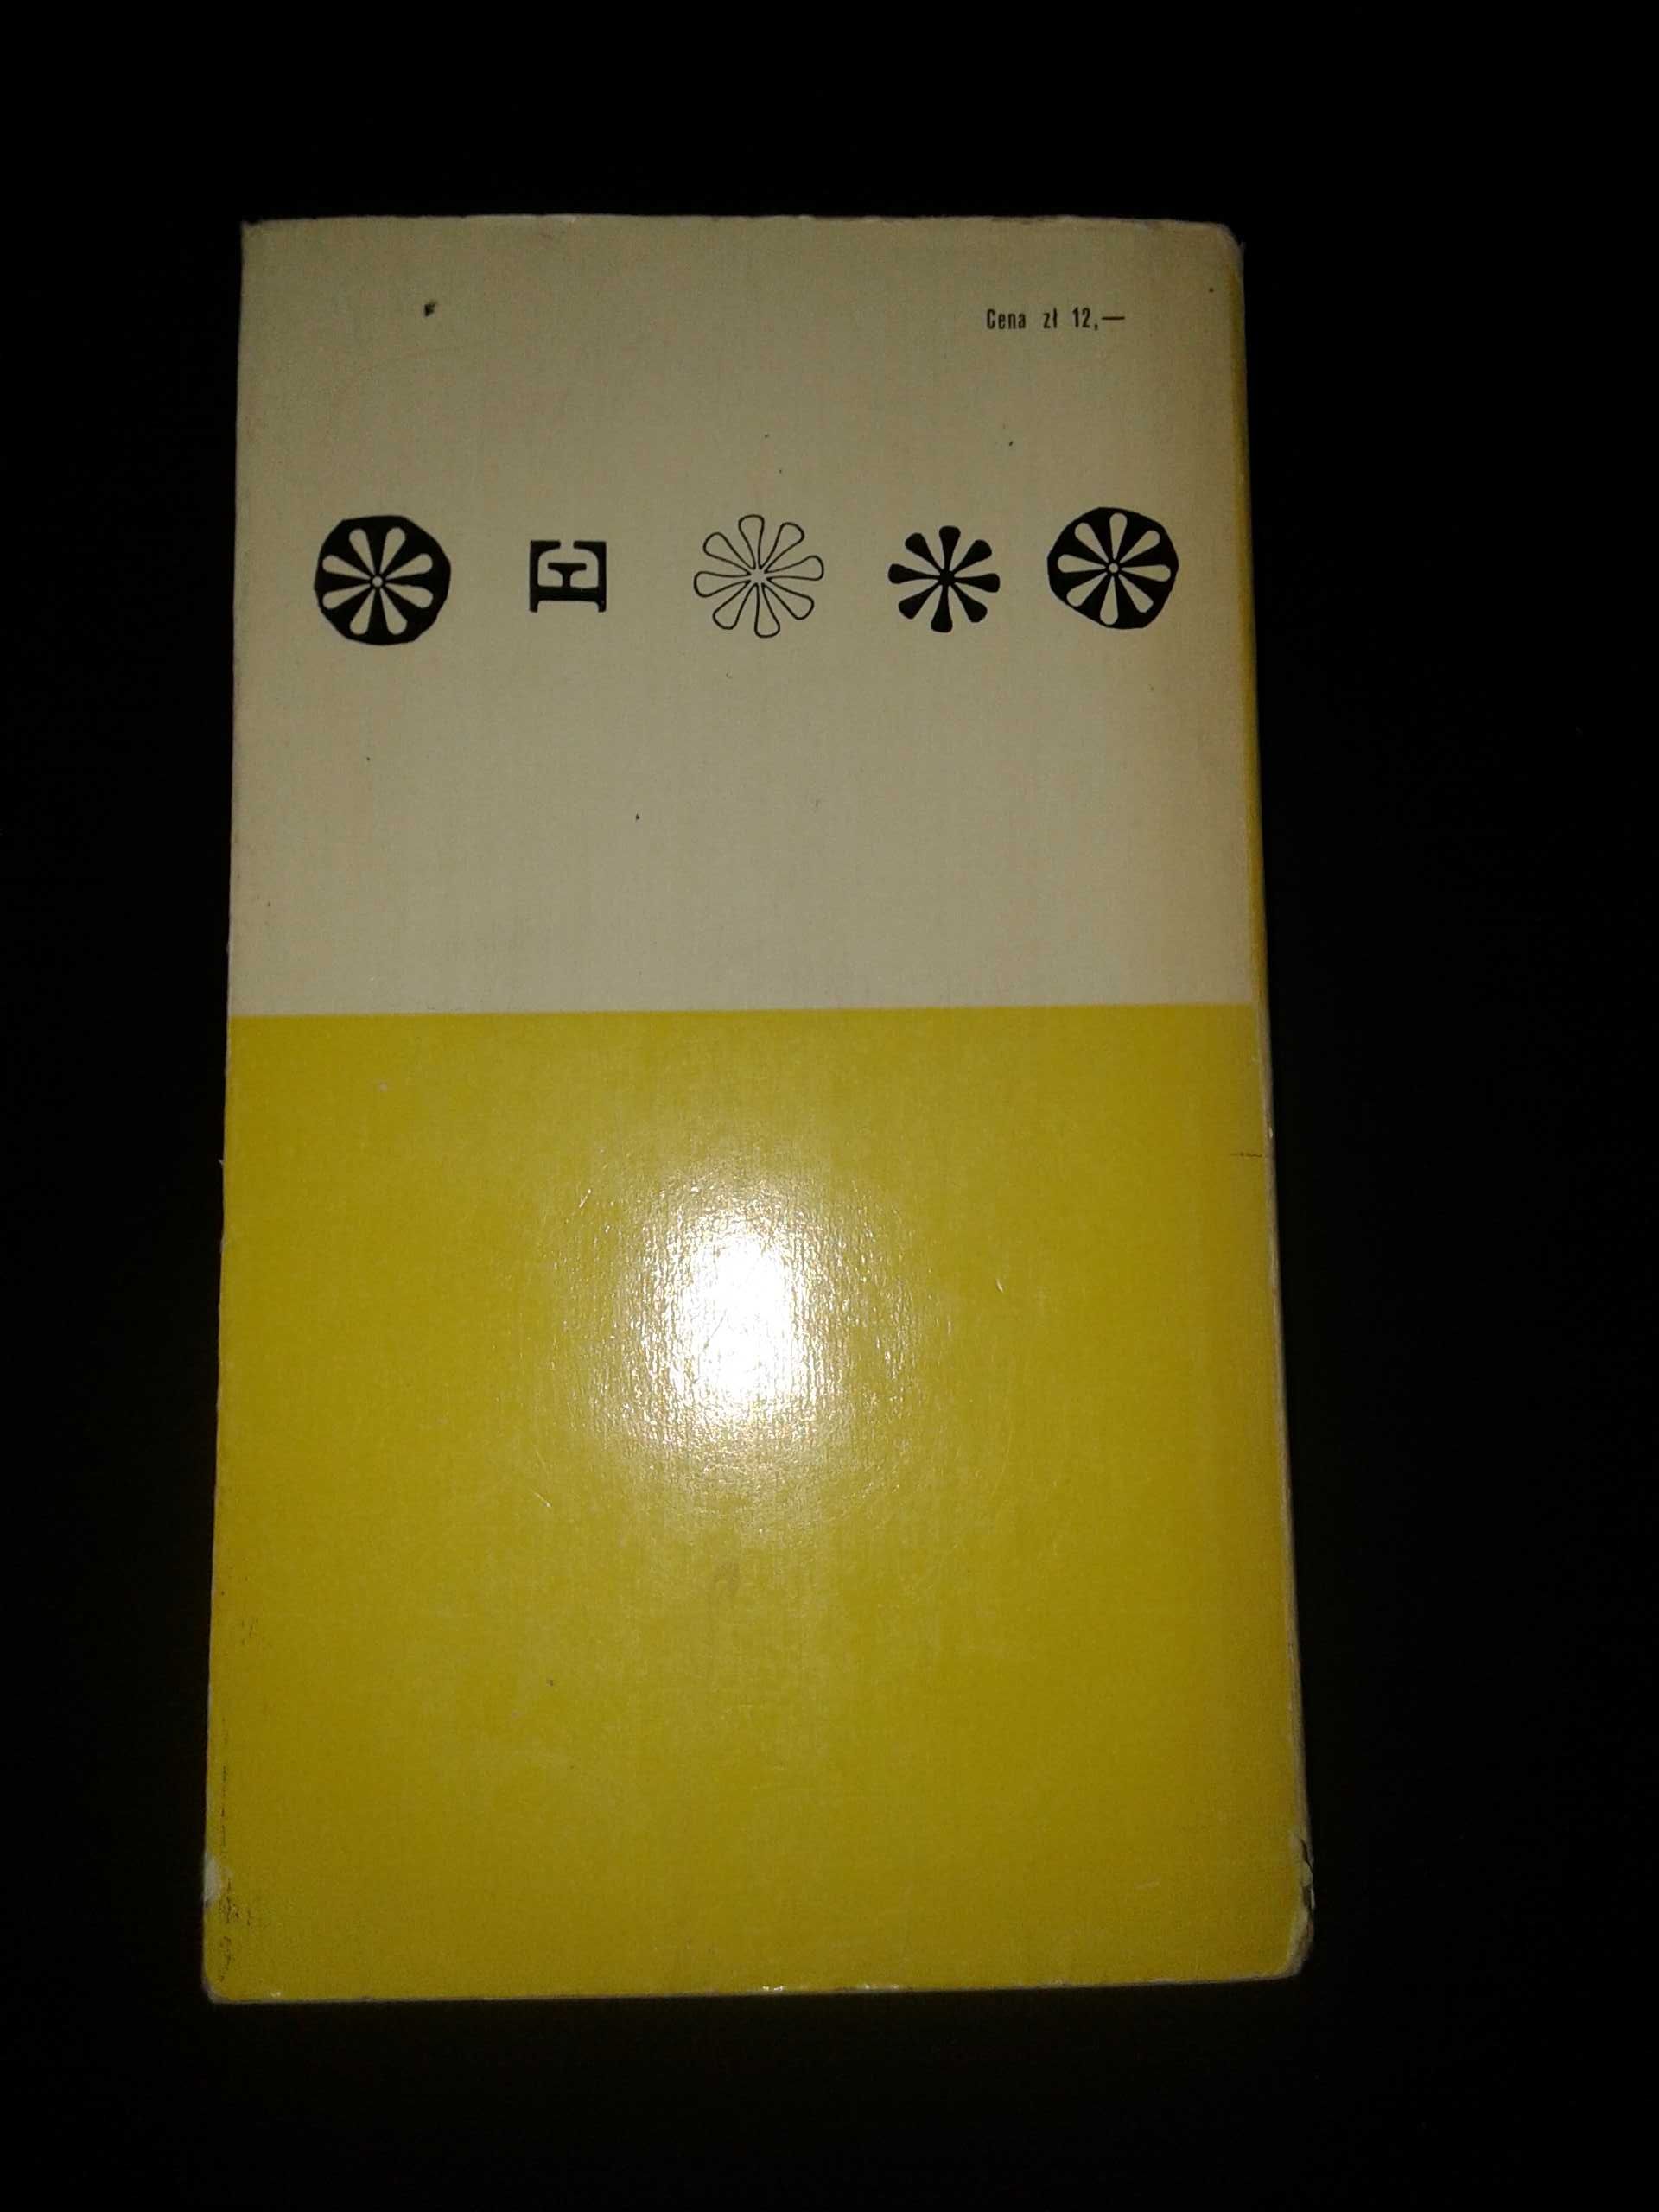 Cena zł 12,—
E